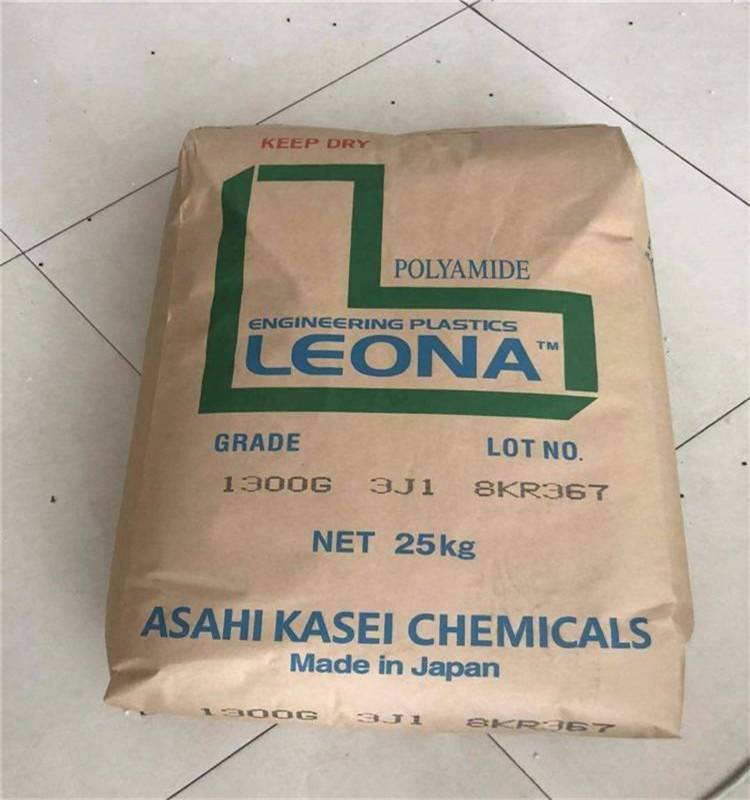 KEEP DRY
POLYAMIDE
ENGINEERING PLASTICS
LEONA™
GRADE LOT NO.
1300G 3J1 8KR367
NET 25kg
ASAHI KASEI CHEMICALS
Made in Japan
1300G 3J1 8KR367